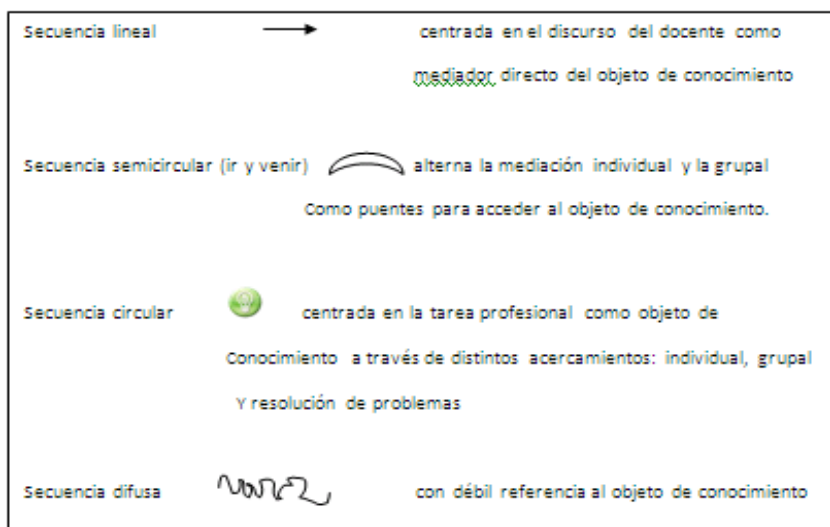 Secuencia lineal centrada en el discurso del docente como
mediador directo del objeto de conocimiento
Secuencia semicircular (ir y venir) alterna la mediación individual y la grupal
Como puentes para acceder al objeto de conocimiento.
Secuencia circular centrada en la tarea profesional como objeto de
Conocimiento a través de distintos acercamientos: individual, grupal
Y resolución de problemas
Secuencia difusa con débil referencia al objeto de conocimiento